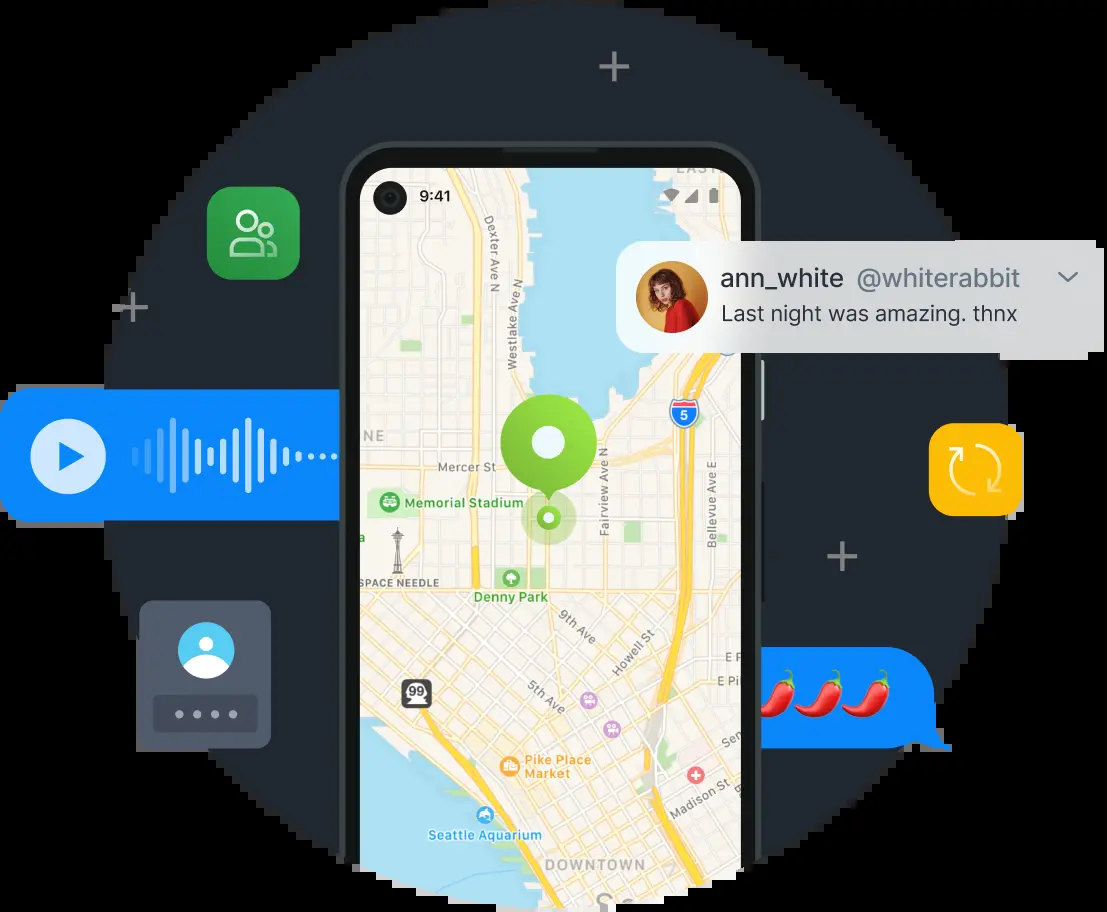 EAST
9:41
Dexter Ave N
Westlake Ave N
ann_white @whiterabbit
Last night was amazing. thnx
5
NE
Mercer St
Fairview Ave N
Bellevue Ave E
Memorial Stadium
a
SPACE NEEDLE
Denny Park
9th Ave
Howell St
E P
E Pi
5th Ave
99
Sen
Pike Place
Market
Madison St
B
Seattle Aquarium
DOWNTOWN